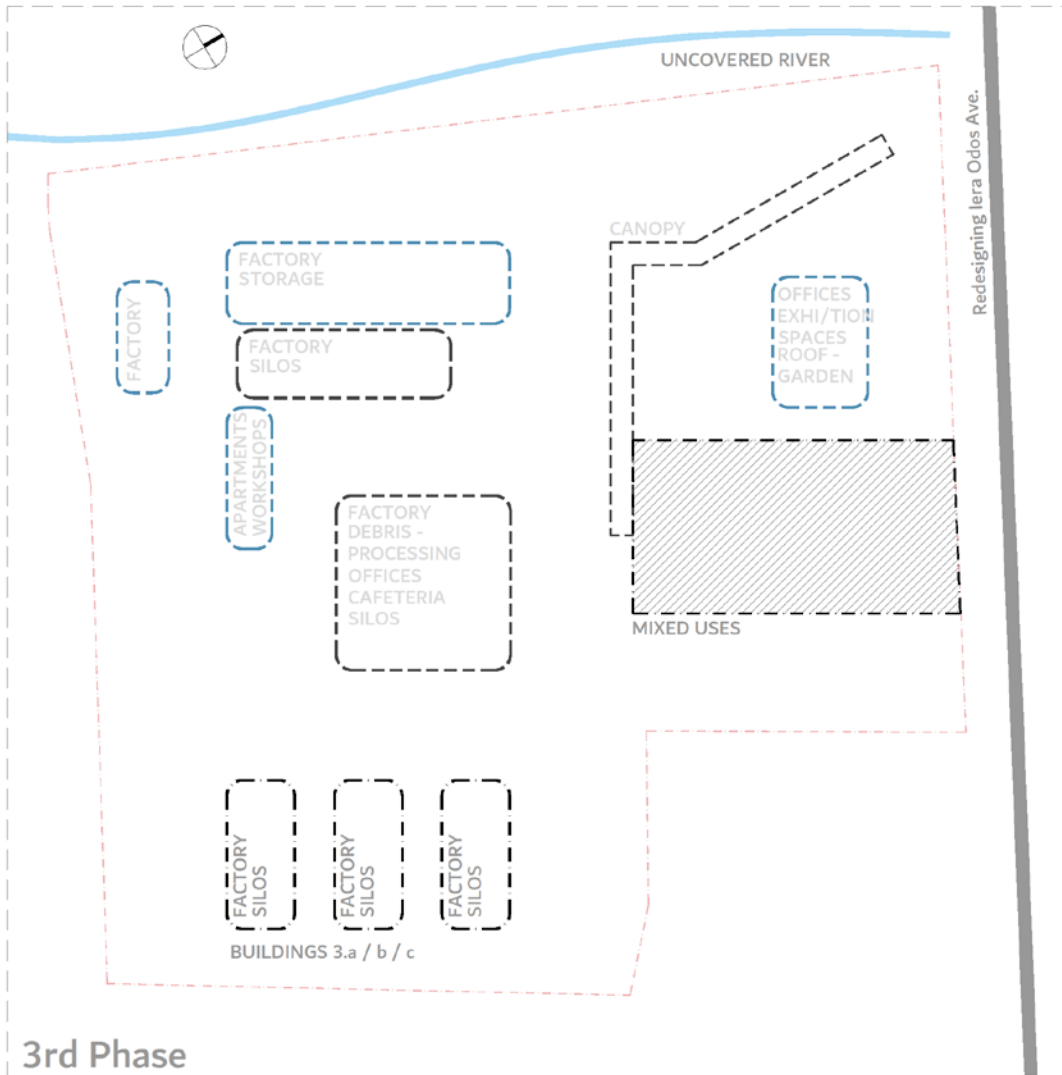 UNCOVERED RIVER
Redesigning Iera Odos Ave.
CANOPY
FACTORY
STORAGE
FACTORY
FACTORY
SILOS
OFFICES
EXHI/TION
SPACES
ROOF -
GARDEN
APARTMENTS
WORKSHOPS
FACTORY
DEBRIS -
PROCESSING
OFFICES
CAFETERIA
SILOS
MIXED USES
FACTORY
SILOS
FACTORY
SILOS
FACTORY
SILOS
BUILDINGS 3.a / b / c
3rd Phase